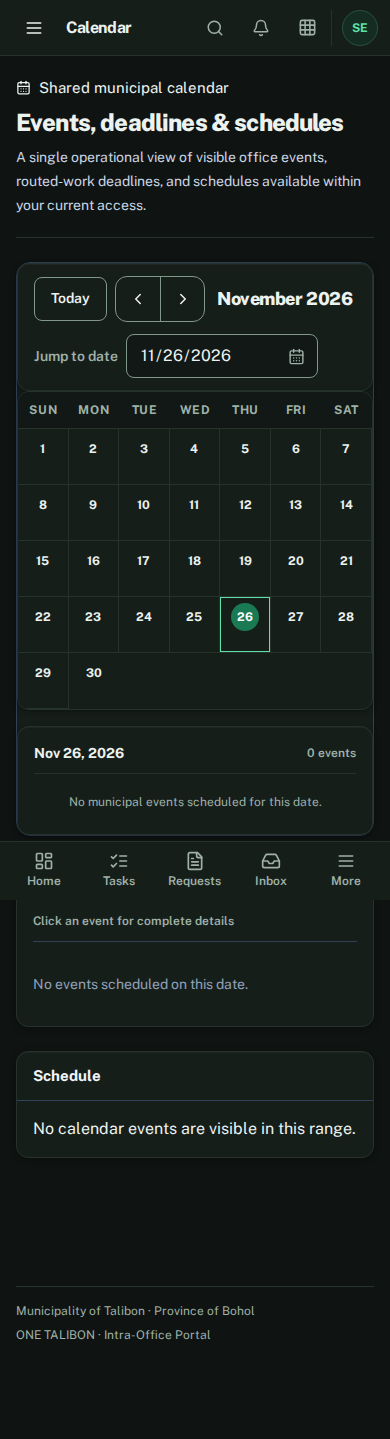 Calendar
SE
Shared municipal calendar
Events, deadlines & schedules
A single operational view of visible office events,
routed-work deadlines, and schedules available within
your current access.
Today
November 2026
Jump to date 11/26/2026
SUN MON TUE WED THU FRI SAT
1 2 3 4 5 6 7
8 9 10 11 12 13 14
15 16 17 18 19 20 21
22 23 24 25 26 27 28
29 30
Nov 26, 2026 0 events
No municipal events scheduled for this date.
Home Tasks Requests Inbox More
Click an event for complete details
No events scheduled on this date.
Schedule
No calendar events are visible in this range.
Municipality of Talibon · Province of Bohol
ONE TALIBON · Intra-Office Portal